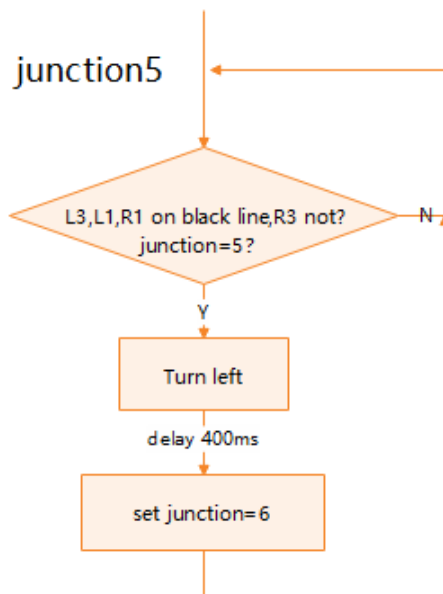 junction5
L3,L1,R1 on black line,R3 not?
junction=5?
N
Y
Turn left
delay 400ms
set junction=6